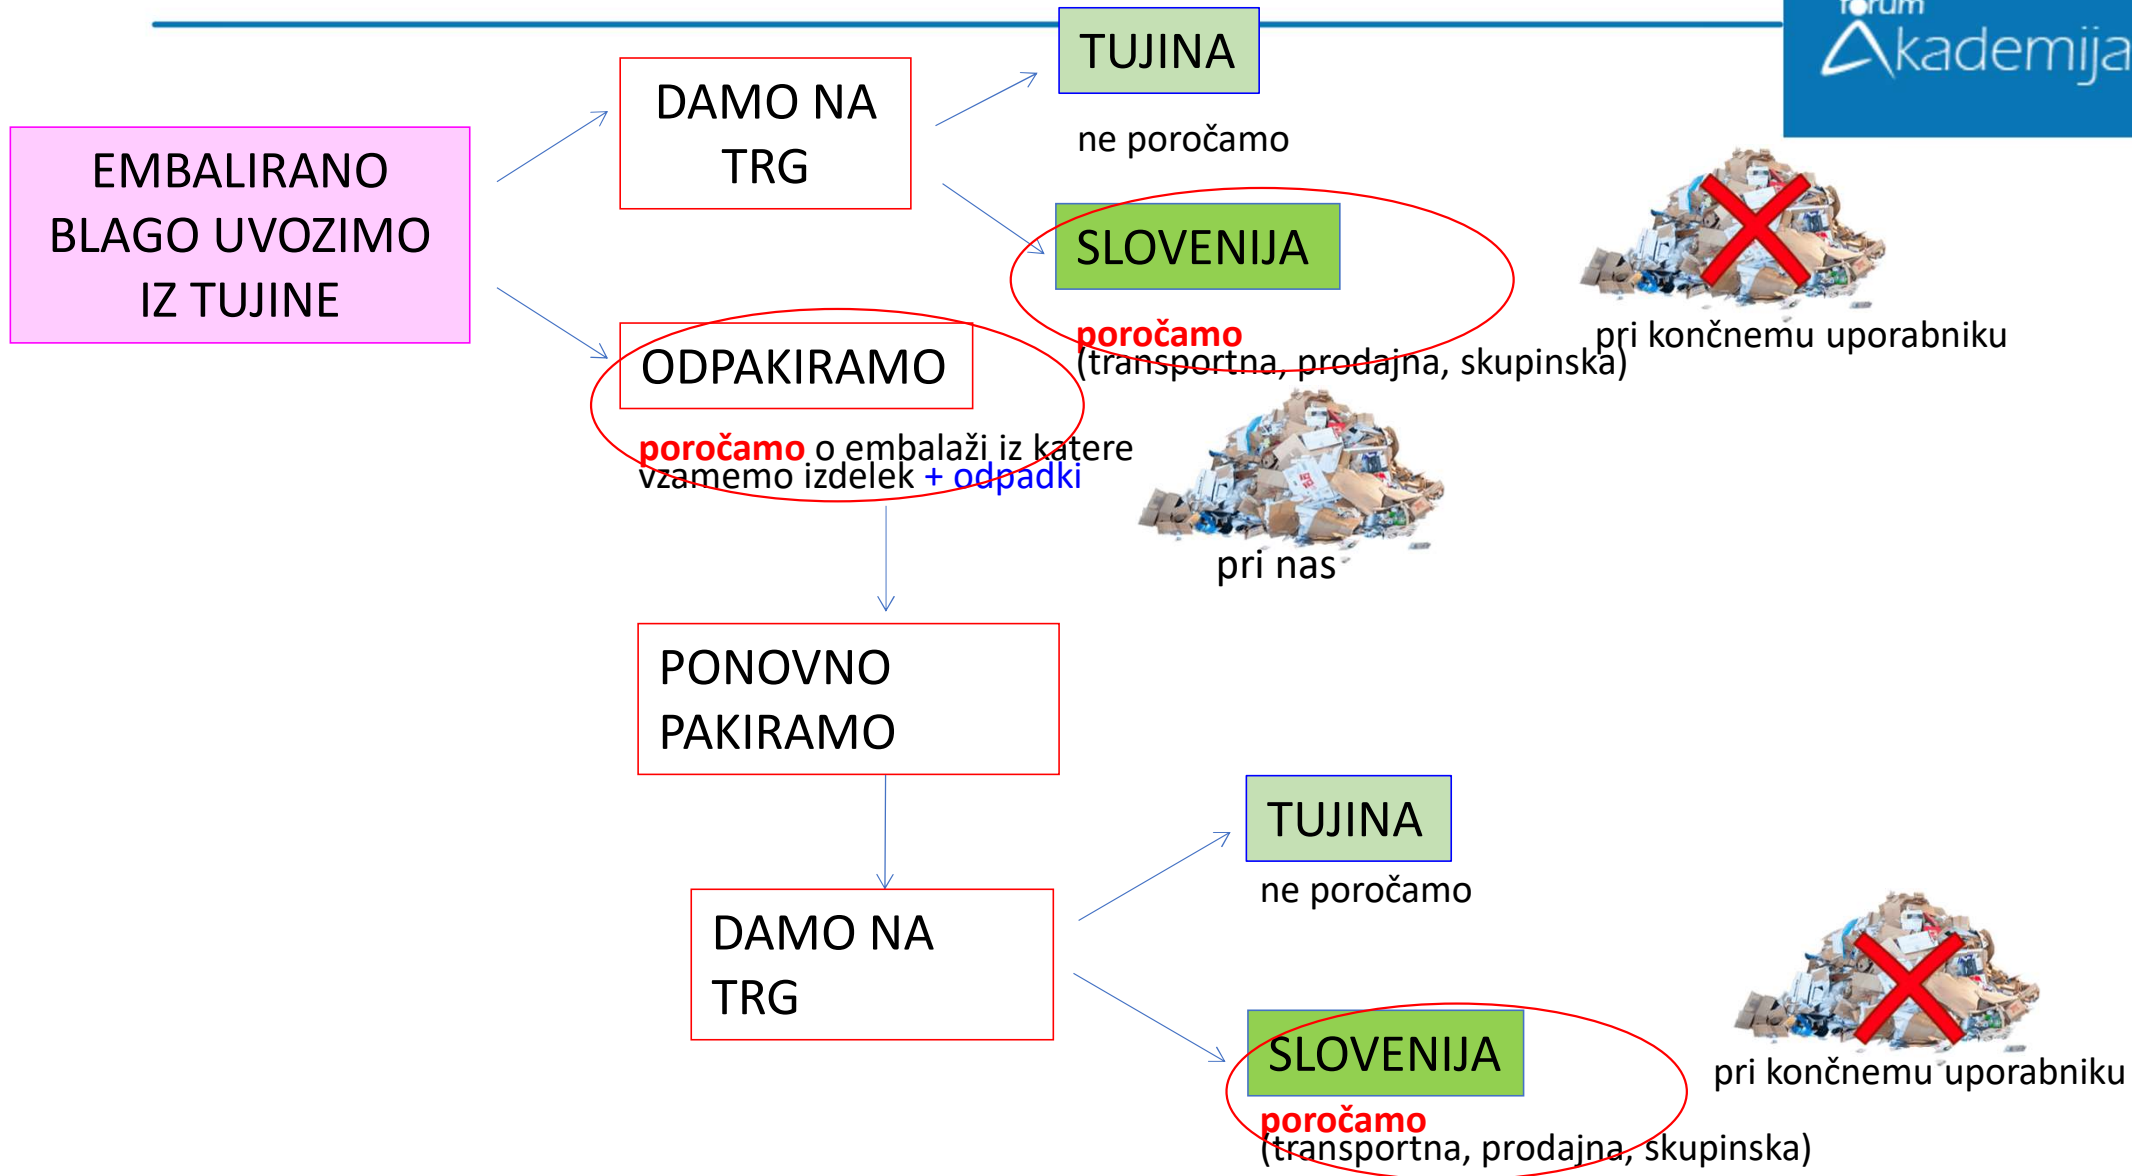 forum
Akademija
TUJINA
ne poročamo
DAMO NA
TRG
EMBALIRANO
BLAGO UVOZIMO
IZ TUJINE
SLOVENIJA
poročamo
(transportna, prodajna, skupinska)
pri končnemu uporabniku
ODPAKIRAMO
poročamo o embalaži iz katere
vzamemo izdelek + odpadki
pri nas
PONOVNO
PAKIRAMO
TUJINA
ne poročamo
DAMO NA
TRG
SLOVENIJA
poročamo
(transportna, prodajna, skupinska)
pri končnemu uporabniku